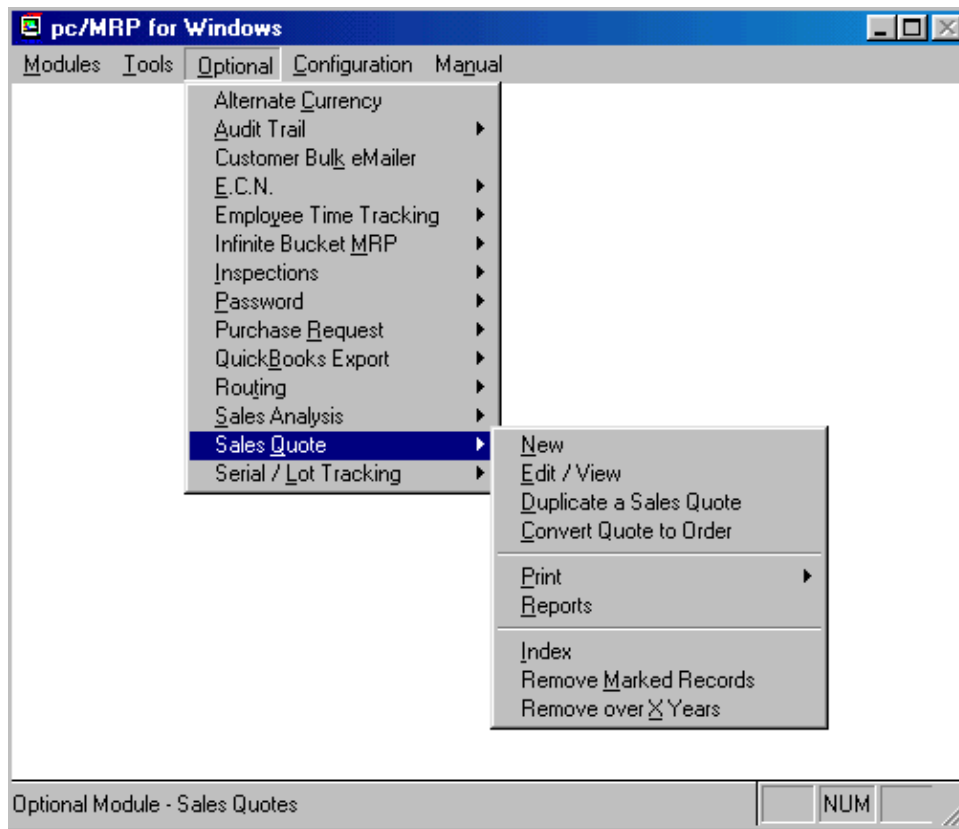 pc/MRP for Windows
Modules Tools Optional Configuration Manual
Alternate Currency
Audit Trail
Customer Bulk eMailer
E.C.N.
Employee Time Tracking
Infinite Bucket MRP
Inspections
Password
Purchase Request
QuickBooks Export
Routing
Sales Analysis
Sales Quote
Serial / Lot Tracking
New
Edit / View
Duplicate a Sales Quote
Convert Quote to Order
Print
Reports
Index
Remove Marked Records
Remove over X Years
Optional Module - Sales Quotes NUM